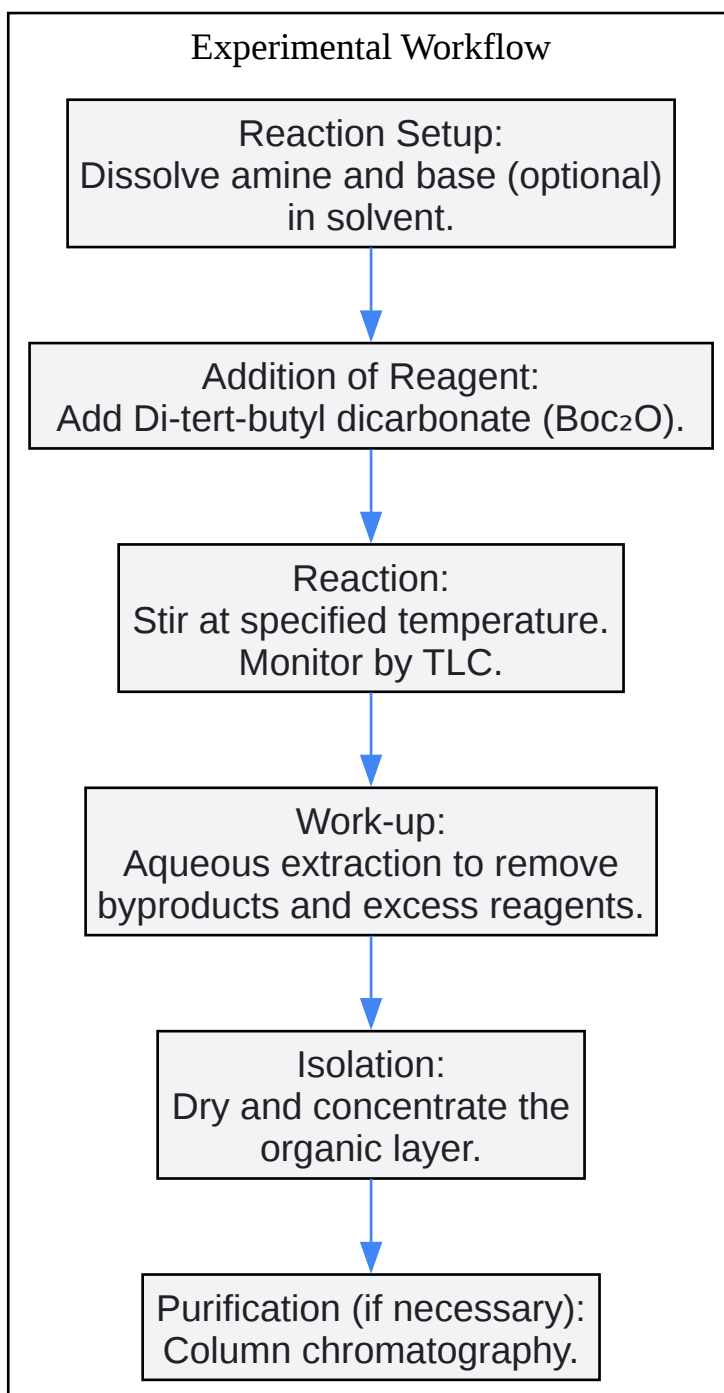 Experimental Workflow
Reaction Setup:
Dissolve amine and base (optional)
in solvent.
Addition of Reagent:
Add Di-tert-butyl dicarbonate (Boc₂O).
Reaction:
Stir at specified temperature.
Monitor by TLC.
Work-up:
Aqueous extraction to remove
byproducts and excess reagents.
Isolation:
Dry and concentrate the
organic layer.
Purification (if necessary):
Column chromatography.